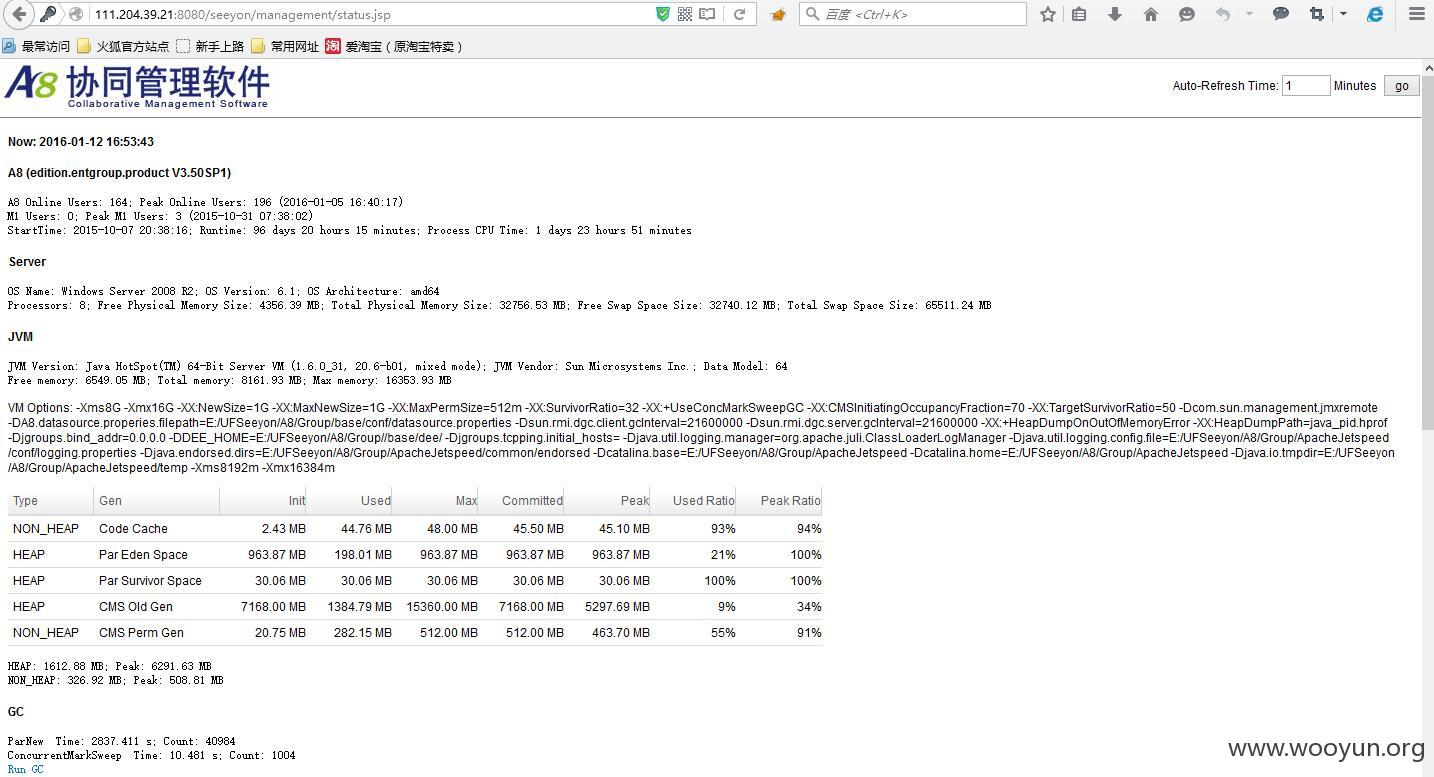 111.204.39.21:8080/seeyon/management/status.jsp
百度 <Ctrl+K>
最常访问 火狐官方站点 新手上路 常用网址 淘 爱淘宝（原淘宝特卖）
A8 协同管理软件
Collaborative Management Software
Auto-Refresh Time: 1 Minutes go
Now: 2016-01-12 16:53:43
A8 (edition.entgroup.product V3.50SP1)
A8 Online Users: 164; Peak Online Users: 196 (2016-01-05 16:40:17)
M1 Users: 0; Peak M1 Users: 3 (2015-10-31 07:38:02)
StartTime: 2015-10-07 20:38:16; Runtime: 96 days 20 hours 15 minutes; Process CPU Time: 1 days 23 hours 51 minutes
Server
OS Name: Windows Server 2008 R2; OS Version: 6.1; OS Architecture: amd64
Processors: 8; Free Physical Memory Size: 4356.39 MB; Total Physical Memory Size: 32756.53 MB; Free Swap Space Size: 32740.12 MB; Total Swap Space Size: 65511.24 MB
JVM
JVM Version: Java HotSpot(TM) 64-Bit Server VM (1.6.0_31, 20.6-b01, mixed mode); JVM Vendor: Sun Microsystems Inc.; Data Model: 64
Free memory: 6549.05 MB; Total memory: 8161.93 MB; Max memory: 16353.93 MB
VM Options: -Xms8G -Xmx16G -XX:NewSize=1G -XX:MaxNewSize=1G -XX:MaxPermSize=512m -XX:SurvivorRatio=32 -XX:+UseConcMarkSweepGC -XX:CMSInitiatingOccupancyFraction=70 -XX:TargetSurvivorRatio=50 -Dcom.sun.management.jmxremote
-DA8.datasource.properies.filepath=E:/UFSeeyon/A8/Group/base/conf/datasource.properties -Dsun.rmi.dgc.client.gcInterval=21600000 -Dsun.rmi.dgc.server.gcInterval=21600000 -XX:+HeapDumpOnOutOfMemoryError -XX:HeapDumpPath=java_pid.hprof
-Djgroups.bind_addr=0.0.0.0 -DDEE_HOME=E:/UFSeeyon/A8/Group//base/dee/ -Djgroups.tcpping.initial_hosts= -Djava.util.logging.manager=org.apache.juli.ClassLoaderLogManager -Djava.util.logging.config.file=E:/UFSeeyon/A8/Group/ApacheJetspeed
/conf/logging.properties -Djava.endorsed.dirs=E:/UFSeeyon/A8/Group/ApacheJetspeed/common/endorsed -Dcatalina.base=E:/UFSeeyon/A8/Group/ApacheJetspeed -Dcatalina.home=E:/UFSeeyon/A8/Group/ApacheJetspeed -Djava.io.tmpdir=E:/UFSeeyon
/A8/Group/ApacheJetspeed/temp -Xms8192m -Xmx16384m
Type Gen Init Used Max Committed Peak Used Ratio Peak Ratio
NON_HEAP Code Cache 2.43 MB 44.76 MB 48.00 MB 45.50 MB 45.10 MB 93% 94%
HEAP Par Eden Space 963.87 MB 198.01 MB 963.87 MB 963.87 MB 963.87 MB 21% 100%
HEAP Par Survivor Space 30.06 MB 30.06 MB 30.06 MB 30.06 MB 30.06 MB 100% 100%
HEAP CMS Old Gen 7168.00 MB 1384.79 MB 15360.00 MB 7168.00 MB 5297.69 MB 9% 34%
NON_HEAP CMS Perm Gen 20.75 MB 282.15 MB 512.00 MB 512.00 MB 463.70 MB 55% 91%
HEAP: 1612.88 MB; Peak: 6291.63 MB
NON_HEAP: 326.92 MB; Peak: 508.81 MB
GC
ParNew Time: 2837.411 s; Count: 40984
ConcurrentMarkSweep Time: 10.481 s; Count: 1004
Run GC
www.wooyun.org